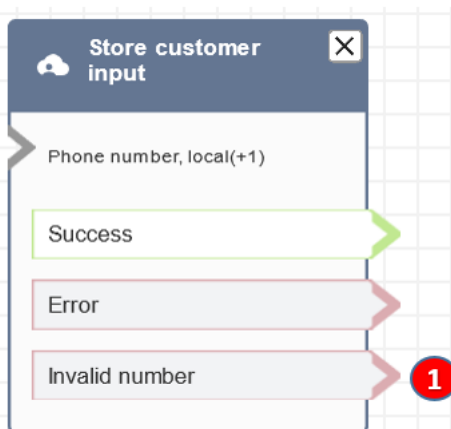 Store customer
input
Phone number, local(+1)
Success
Error
Invalid number
1